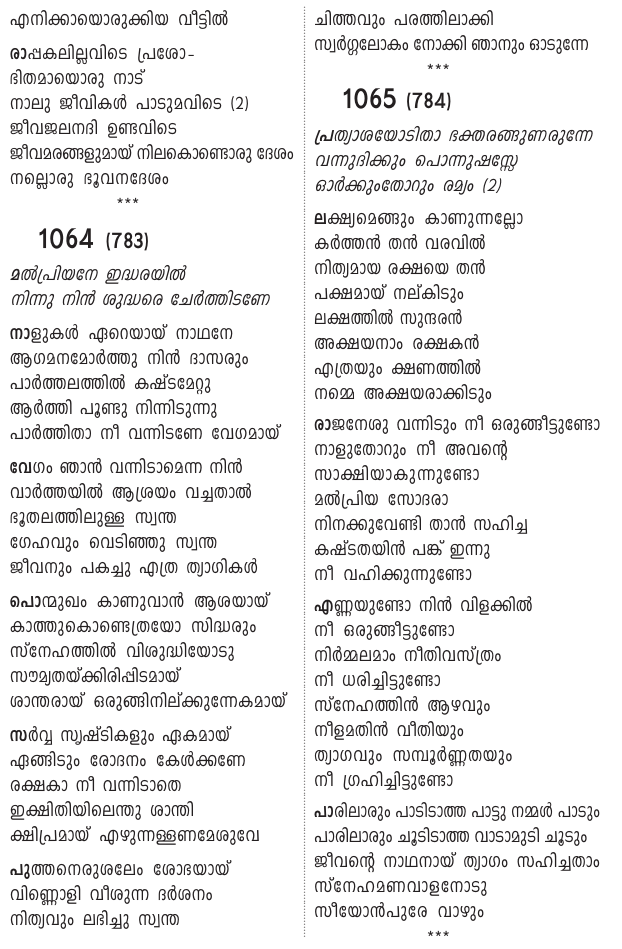 എനിക്കായൊരുക്കിയ വീട്ടിൽ
രാപ്പകലില്ലവിടെ പ്രശോ-
ഭിതമായൊരു നാട്
നാലു ജീവികൾ പാടുമവിടെ (2)
ജീവജലനദി ഉണ്ടവിടെ
ജീവമരങ്ങളുമായ് നിലകൊണ്ടൊരു ദേശം
നല്ലൊരു ഭൂവനദേശം
***
1064 (783)
മൽപ്രിയനേ ഇദ്ധരയിൽ
നിന്നു നിൻ ശുദ്ധരെ ചേർത്തിടണേ
നാളുകൾ ഏറെയായ് നാഥനേ
ആഗമനമോർത്തു നിൻ ദാസരും
പാർത്തലത്തിൽ കഷ്ടമേറ്റു
ആർത്തി പൂണ്ടു നിന്നിടുന്നു
പാർത്തിതാ നീ വന്നിടണേ വേഗമായ്
വേഗം ഞാൻ വന്നിടാമെന്ന നിൻ
വാർത്തയിൽ ആശ്രയം വച്ചതാൽ
ഭൂതലത്തിലുള്ള സ്വന്ത
ഗേഹവും വെടിഞ്ഞു സ്വന്ത
ജീവനും പകച്ചു എത്ര ത്യാഗികൾ
പൊന്മുഖം കാണുവാൻ ആശയായ്
കാത്തുകൊണ്ടെത്രയോ സിദ്ധരും
സ്നേഹത്തിൽ വിശുദ്ധിയോടു
സൗമ്യതയ്ക്കിരിപ്പിടമായ്
ശാന്തരായ് ഒരുങ്ങിനില്ക്കുന്നേകമായ്
സർവ്വ സൃഷ്ടികളും ഏകമായ്
ഏങ്ങിടും രോദനം കേൾക്കണേ
രക്ഷകാ നീ വന്നിടാതെ
ഇക്ഷിതിയിലെന്തു ശാന്തി
ക്ഷിപ്രമായ് എഴുന്നള്ളണമേശുവേ
പുത്തനെരുശലേം ശോഭയായ്
വിണ്ണൊളി വീശുന്ന ദർശനം
നിത്യവും ലഭിച്ചു സ്വന്ത
ചിത്തവും പരത്തിലാക്കി
സ്വർഗ്ഗലോകം നോക്കി ഞാനും ഓടുന്നേ
***
1065 (784)
പ്രത്യാശയോടിതാ ഭക്തരങ്ങുണരുന്നേ
വന്നുദിക്കും പൊന്നുഷസ്സേ
ഓർക്കുംതോറും രമ്യം (2)
ലക്ഷ്യമെങ്ങും കാണുന്നല്ലോ
കർത്തൻ തൻ വരവിൽ
നിത്യമായ രക്ഷയെ തൻ
പക്ഷമായ് നല്കിടും
ലക്ഷത്തിൽ സുന്ദരൻ
അക്ഷയനാം രക്ഷകൻ
എത്രയും ക്ഷണത്തിൽ
നമ്മെ അക്ഷയരാക്കിടും
രാജനേശു വന്നിടും നീ ഒരുങ്ങീട്ടുണ്ടോ
നാളുതോറും നീ അവന്റെ
സാക്ഷിയാകുന്നുണ്ടോ
മൽപ്രിയ സോദരാ
നിനക്കുവേണ്ടി താൻ സഹിച്ച
കഷ്ടതയിൻ പങ്ക് ഇന്നു
നീ വഹിക്കുന്നുണ്ടോ
എണ്ണയുണ്ടോ നിൻ വിളക്കിൽ
നീ ഒരുങ്ങീട്ടുണ്ടോ
നിർമ്മലമാം നീതിവസ്ത്രം
നീ ധരിച്ചിട്ടുണ്ടോ
സ്നേഹത്തിൻ ആഴവും
നീളമതിൻ വീതിയും
ത്യാഗവും സമ്പൂർണ്ണതയും
നീ ഗ്രഹിച്ചിട്ടുണ്ടോ
പാരിലാരും പാടിടാത്ത പാട്ടു നമ്മൾ പാടും
പാരിലാരും ചൂടിടാത്ത വാടാമുടി ചൂടും
ജീവന്റെ നാഥനായ് ത്യാഗം സഹിച്ചതാം
സ്നേഹമണവാളനോടു
സീയോൻപുരേ വാഴും
***